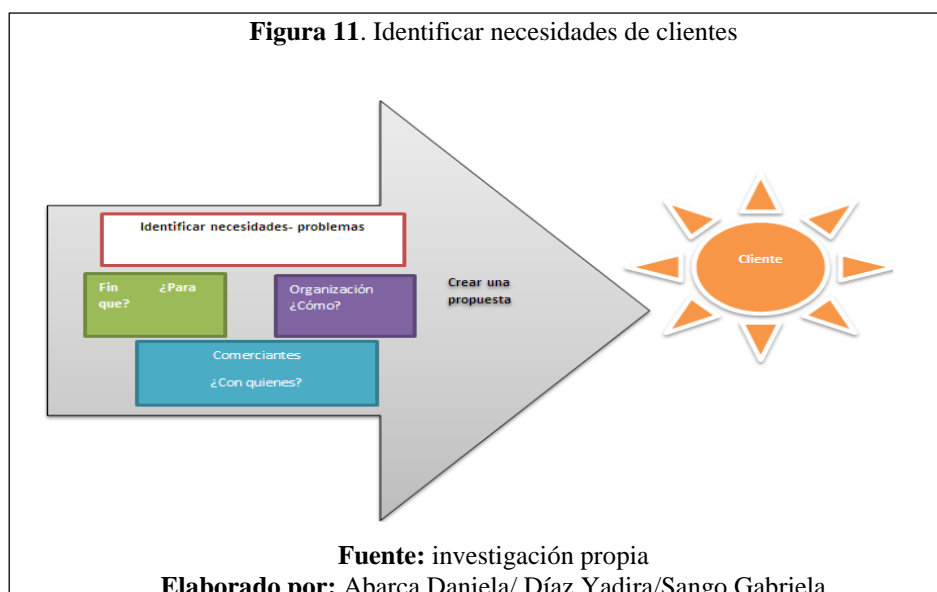 Figura 11. Identificar necesidades de clientes
Identificar necesidades- problemas
Fin ¿Para
que?
Organización
¿Cómo?
Comerciantes
¿Con quienes?
Crear una
propuesta
Cliente
Fuente: investigación propia
Elaborado por: Abarca Daniela/ Díaz Yadira/Sango Gabriela